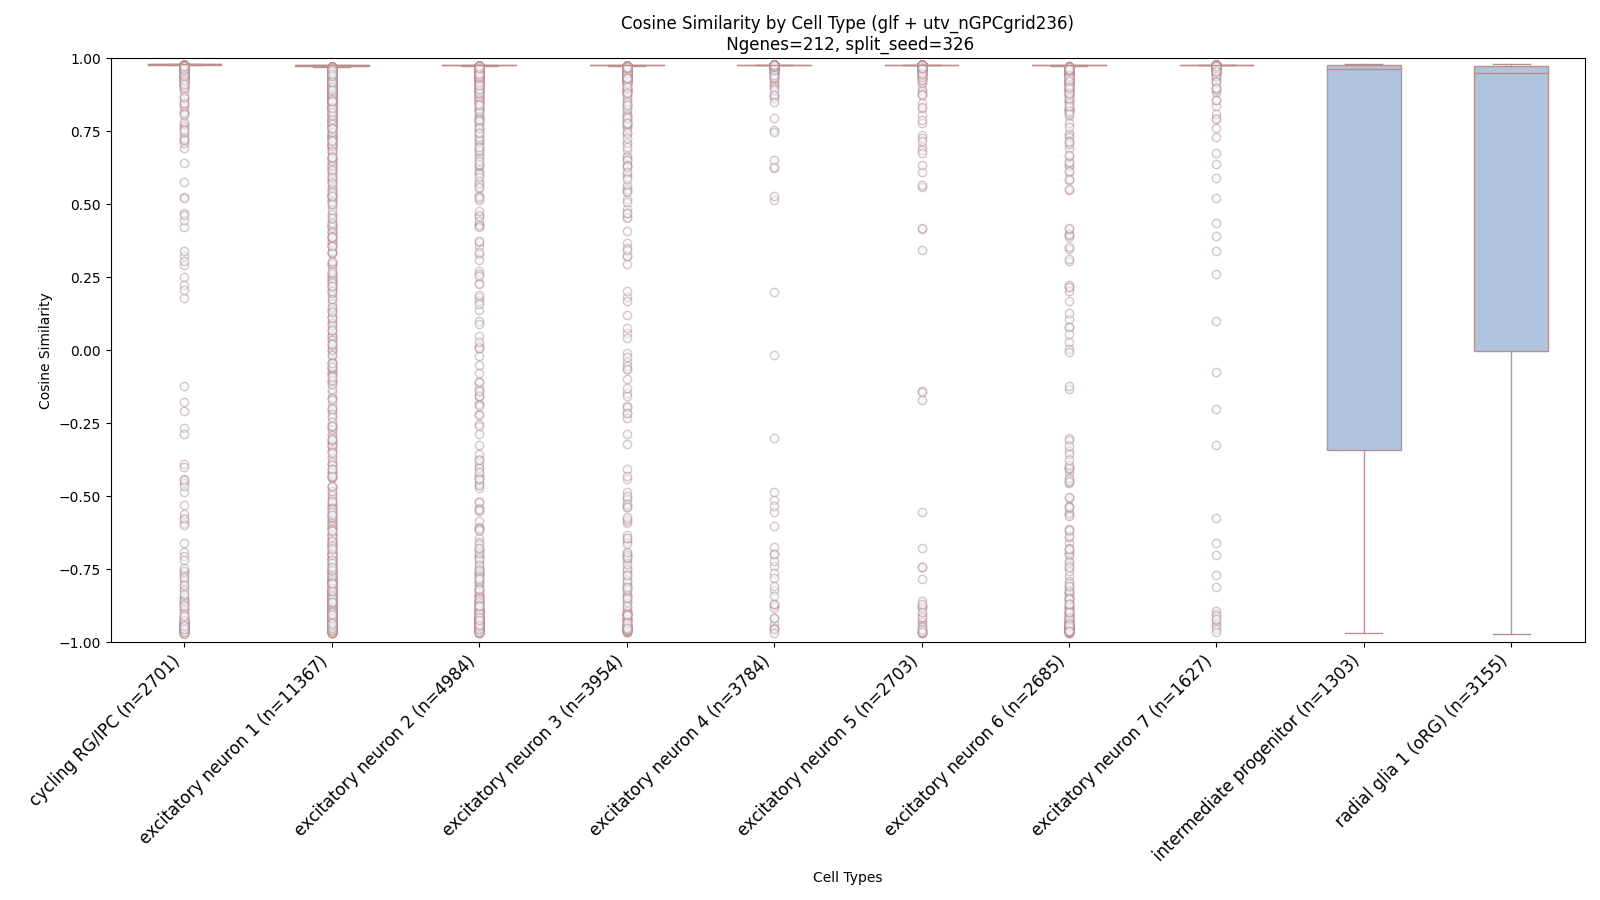 Cosine Similarity by Cell Type (glf + utv_nGPCgrid236)
Ngenes=212, split_seed=326
1.00
0.75
0.50
0.25
0.00
−0.25
−0.50
−0.75
−1.00
Cosine Similarity
cycling RG/IPC (n=2701)
excitatory neuron 1 (n=11367)
excitatory neuron 2 (n=4984)
excitatory neuron 3 (n=3954)
excitatory neuron 4 (n=3784)
excitatory neuron 5 (n=2703)
excitatory neuron 6 (n=2685)
excitatory neuron 7 (n=1627)
intermediate progenitor (n=1303)
radial glia 1 (oRG) (n=3155)
Cell Types